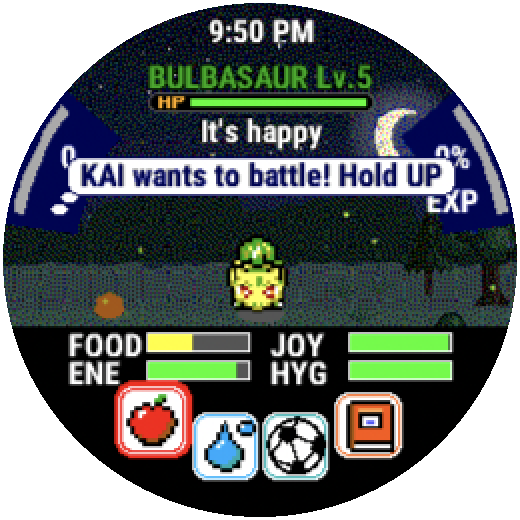 9:50 PM
BULBASAUR Lv.5
HP
It's happy
0
0%
KAI wants to battle! Hold UP
EXP
FOOD
JOY
ENE
HYG